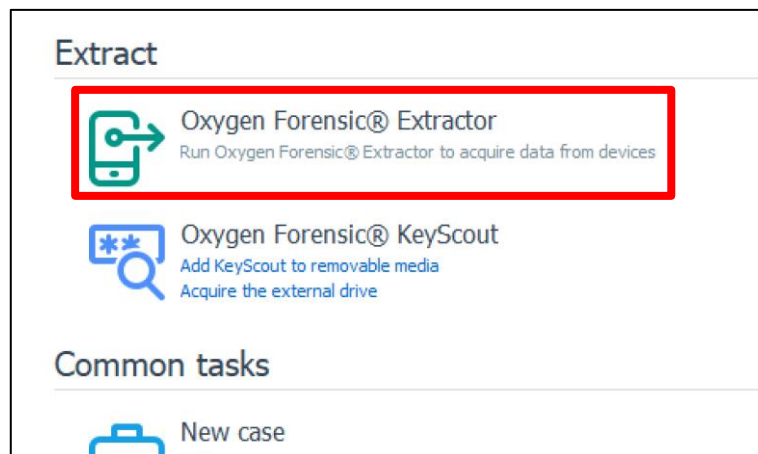 Extract
Oxygen Forensic® Extractor
Run Oxygen Forensic® Extractor to acquire data from devices
Oxygen Forensic® KeyScout
Add KeyScout to removable media
Acquire the external drive
Common tasks
New case